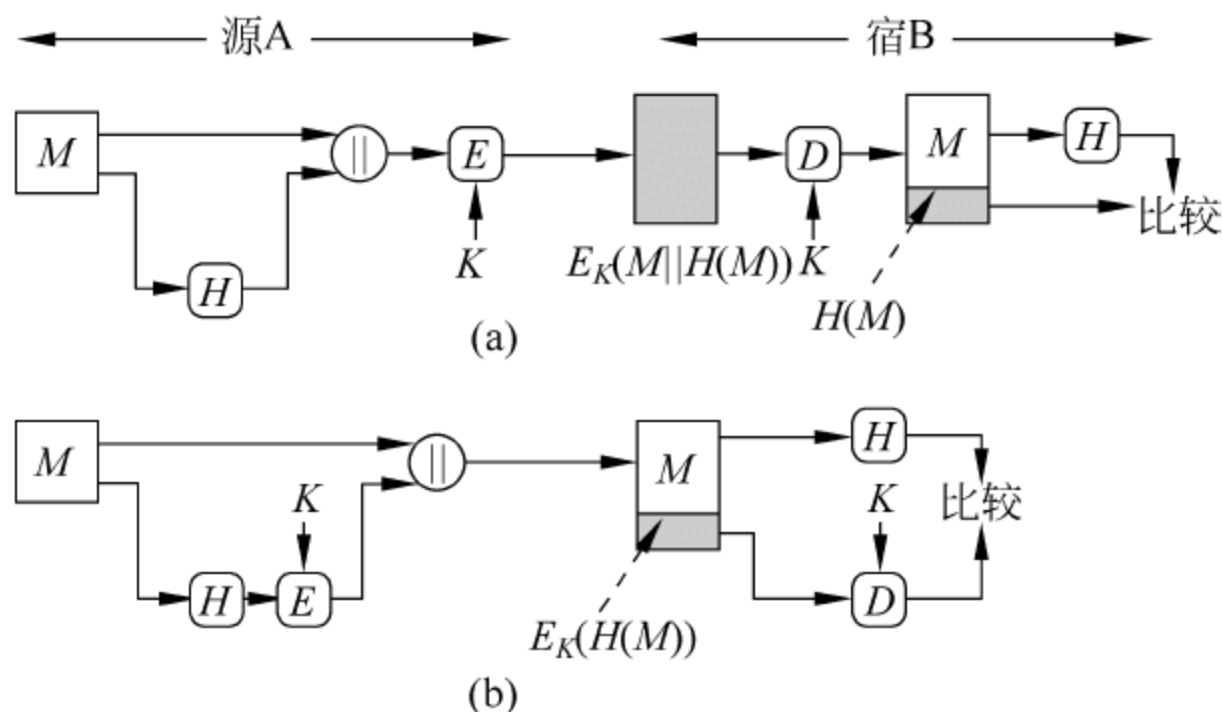 源A 宿B
M || E D M H
K E_K(M||H(M)) K 比较
H H(M)
(a)
M || M H
K K 比较
H E D
E_K(H(M))
(b)